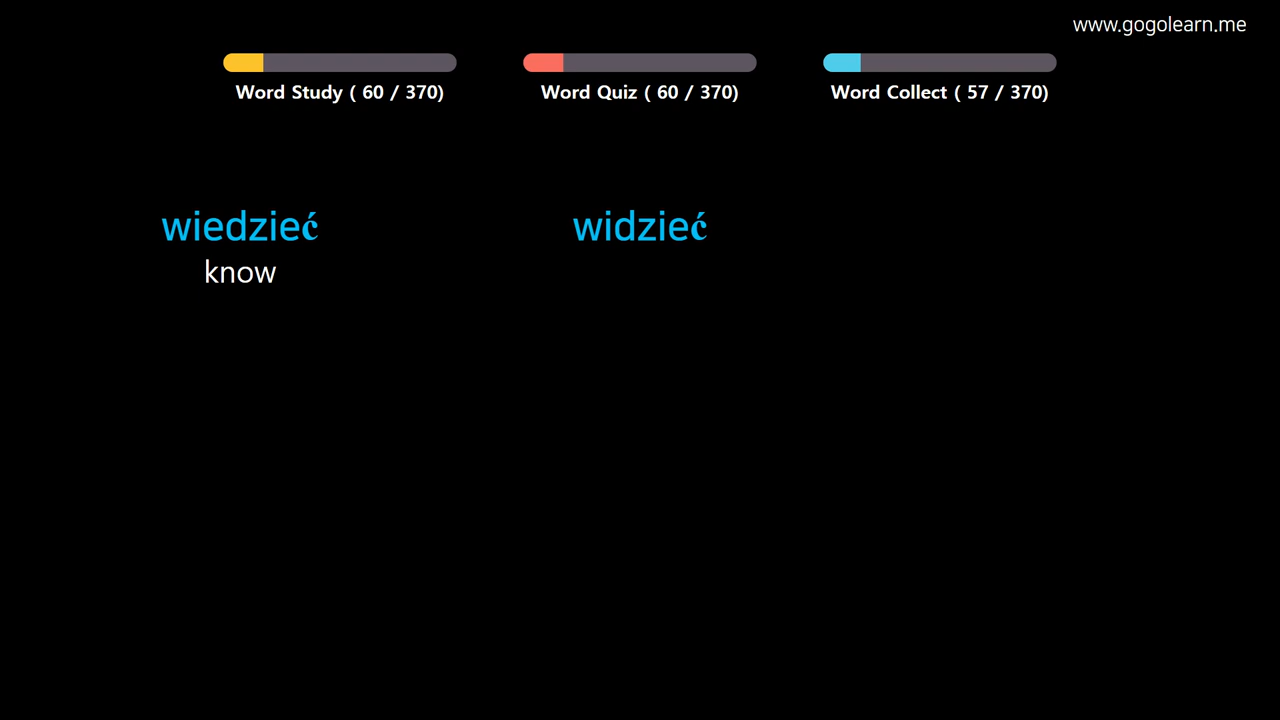 www.gogolearn.me
Word Study ( 60 / 370)
Word Quiz ( 60 / 370)
Word Collect ( 57 / 370)
wiedzieć
know
widzieć